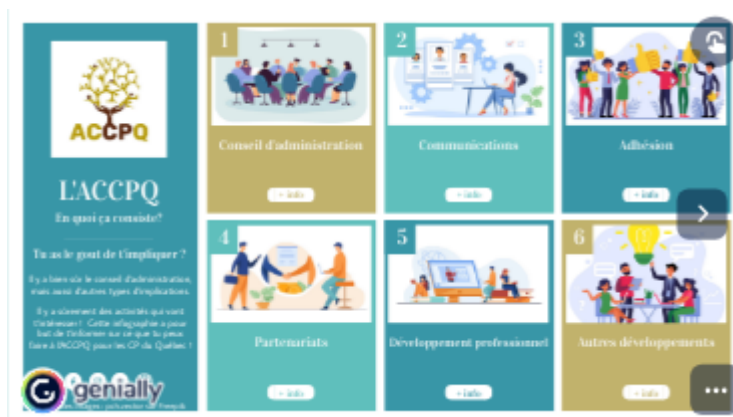 ACCPQ
L'ACCPQ
En quoi ça consiste?
Tu as le gout de t'impliquer ?
Il y a bien sûr le conseil d'administration,
mais aussi d'autres types d'implications.
Il y a sûrement des activités qui vont
t'intéresser ! Cette infographie a pour
but de t'informer sur ce que tu peux
faire à l'ACCPQ pour les CP du Québec !
genially
1
Conseil d'administration
+ info
2
Communications
+ info
3
Adhésion
+ info
4
Partenariats
+ info
5
Développement professionnel
+ info
6
Autres développements
+ info